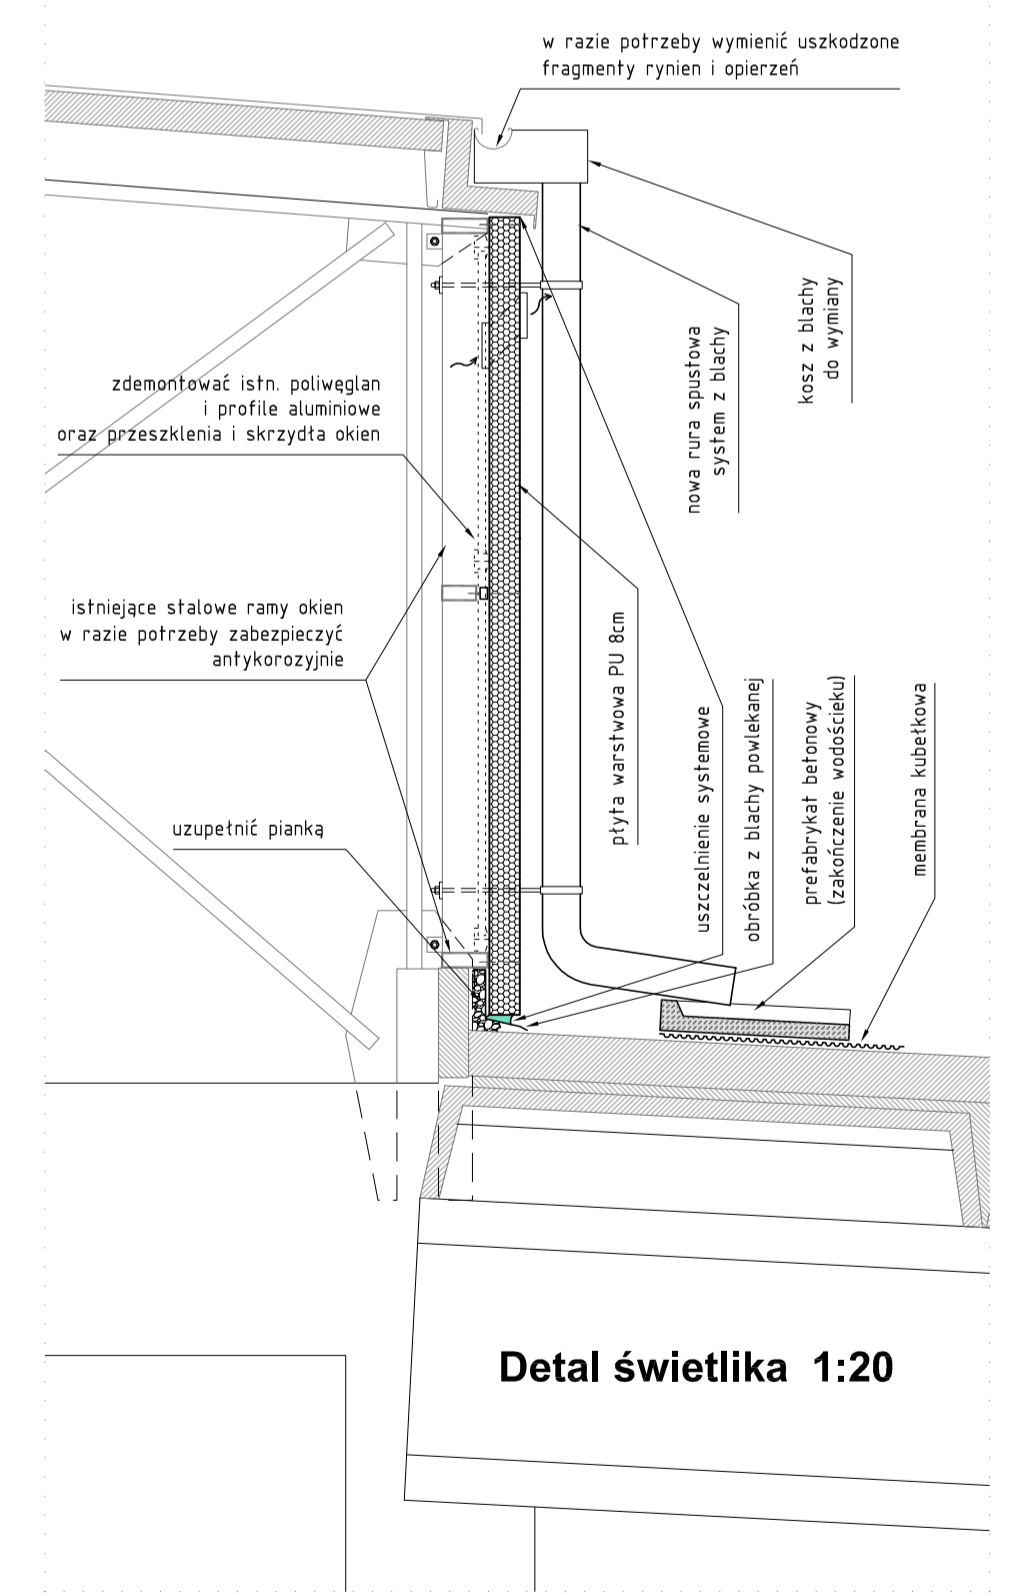 w razie potrzeby wymienić uszkodzone
fragmenty rynien i opierzeń
kosz z blachy
do wymiany
nowa rura spustowa
system z blachy
zdemontować istn. poliwęglan
i profile aluminiowe
oraz przeszklenia i skrzydła okien
istniejące stalowe ramy okien
w razie potrzeby zabezpieczyć
antykorozyjnie
uzupełnić pianką
płyta warstwowa PU 8cm
uszczelnienie systemowe
obróbka z blachy powlekanej
prefabrykat betonowy
(zakończenie wodościeku)
membrana kubełkowa
Detal świetlika 1:20